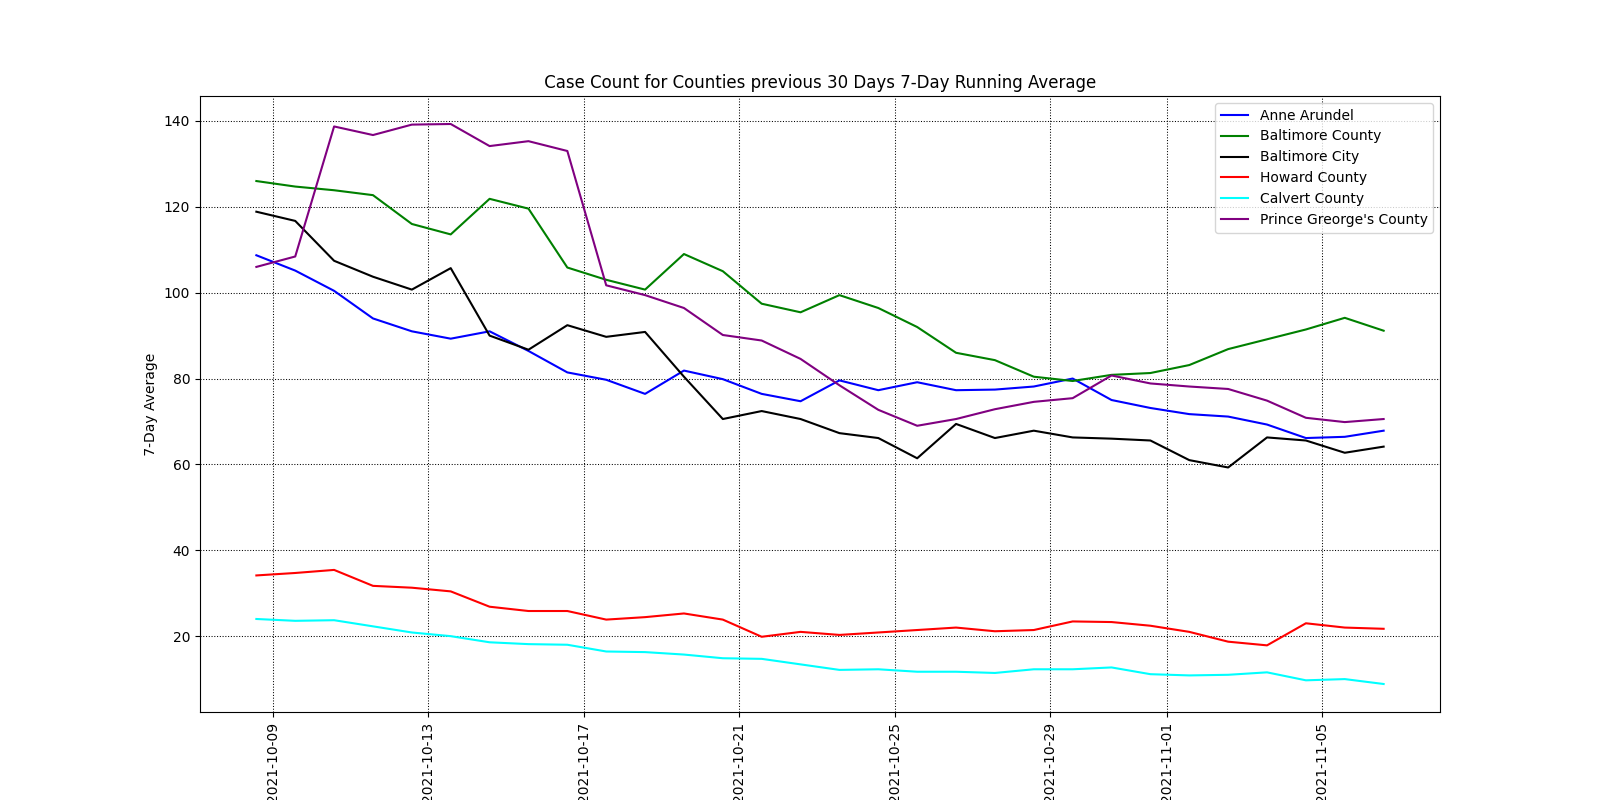 Case Count for Counties previous 30 Days 7-Day Running Average
Anne Arundel
Baltimore County
Baltimore City
Howard County
Calvert County
Prince Greorge's County
7-Day Average
140
120
100
80
60
40
20
2021-10-09
2021-10-13
2021-10-17
2021-10-21
2021-10-25
2021-10-29
2021-11-01
2021-11-05